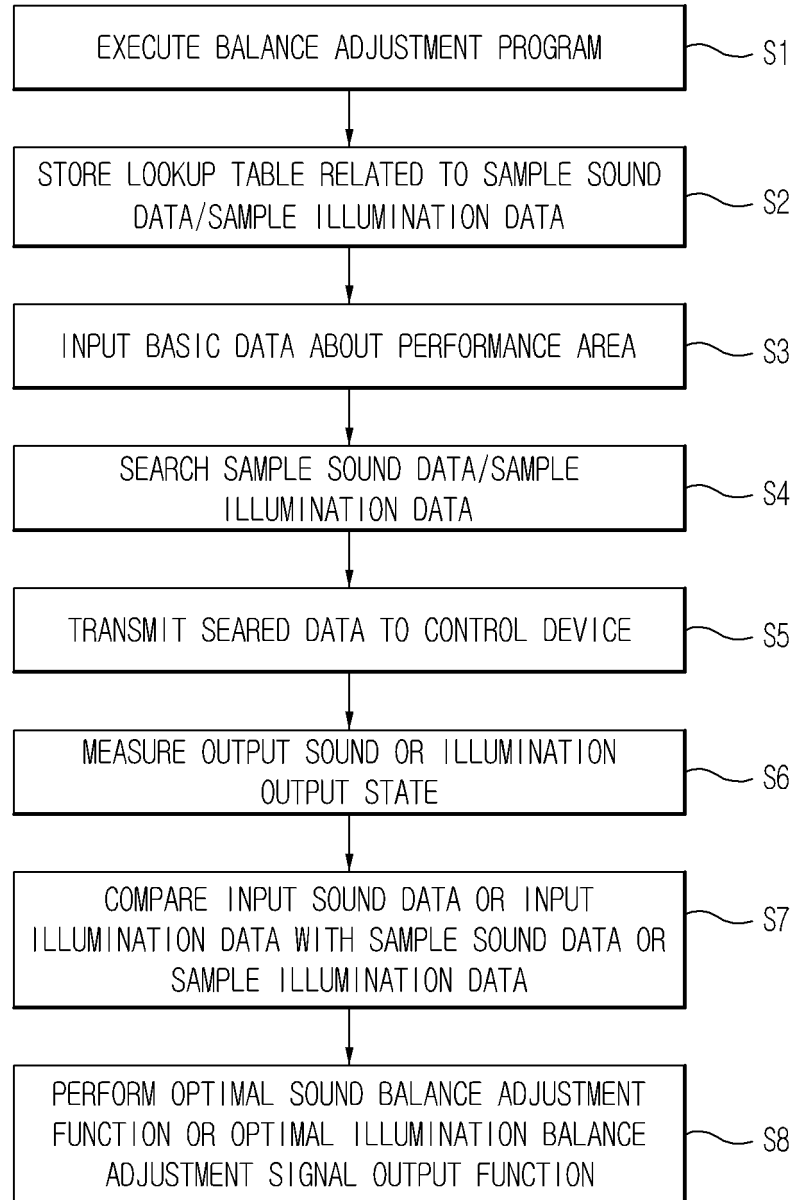 EXECUTE BALANCE ADJUSTMENT PROGRAM
S1
STORE LOOKUP TABLE RELATED TO SAMPLE SOUND
DATA/SAMPLE ILLUMINATION DATA
S2
INPUT BASIC DATA ABOUT PERFORMANCE AREA
S3
SEARCH SAMPLE SOUND DATA/SAMPLE
ILLUMINATION DATA
S4
TRANSMIT SEARED DATA TO CONTROL DEVICE
S5
MEASURE OUTPUT SOUND OR ILLUMINATION
OUTPUT STATE
S6
COMPARE INPUT SOUND DATA OR INPUT
ILLUMINATION DATA WITH SAMPLE SOUND DATA OR
SAMPLE ILLUMINATION DATA
S7
PERFORM OPTIMAL SOUND BALANCE ADJUSTMENT
FUNCTION OR OPTIMAL ILLUMINATION BALANCE
ADJUSTMENT SIGNAL OUTPUT FUNCTION
S8